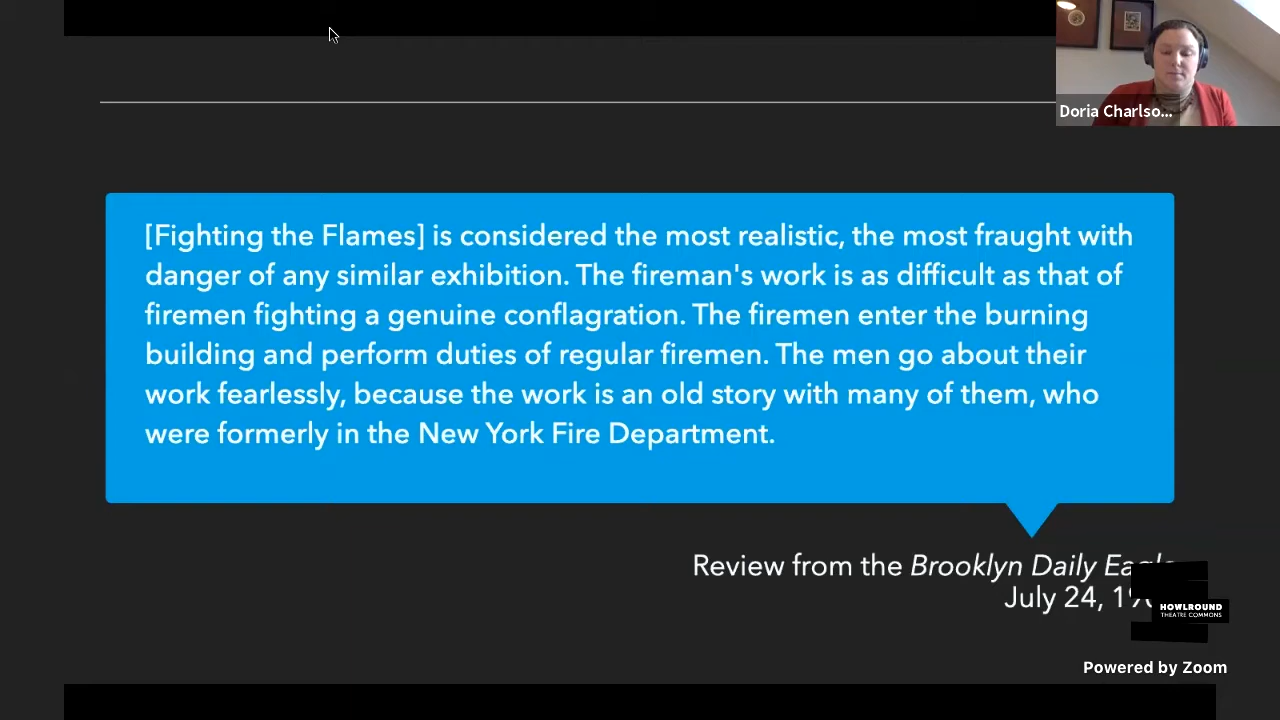 Doria Charlso...
[Fighting the Flames] is considered the most realistic, the most fraught with
danger of any similar exhibition. The fireman's work is as difficult as that of
firemen fighting a genuine conflagration. The firemen enter the burning
building and perform duties of regular firemen. The men go about their
work fearlessly, because the work is an old story with many of them, who
were formerly in the New York Fire Department.
Review from the Brooklyn Daily
July 24,
HOWLROUND
THEATRE COMMONS
Powered by Zoom